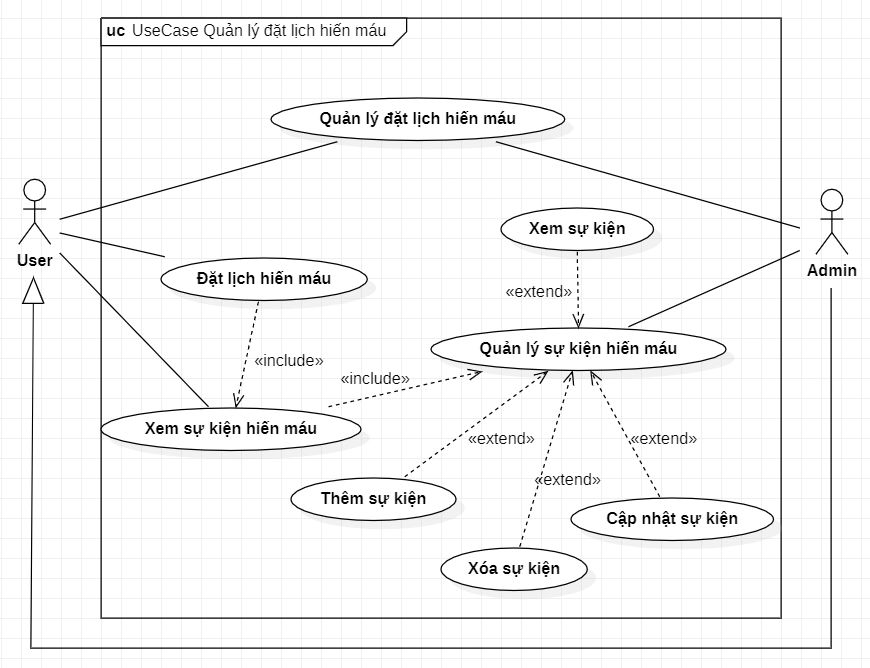 uc UseCase Quản lý đặt lịch hiến máu
Quản lý đặt lịch hiến máu
Xem sự kiện
User
Admin
Đặt lịch hiến máu
«extend»
Quản lý sự kiện hiến máu
«include»
«include»
Xem sự kiện hiến máu
«extend»
«extend»
«extend»
Thêm sự kiện
Cập nhật sự kiện
Xóa sự kiện